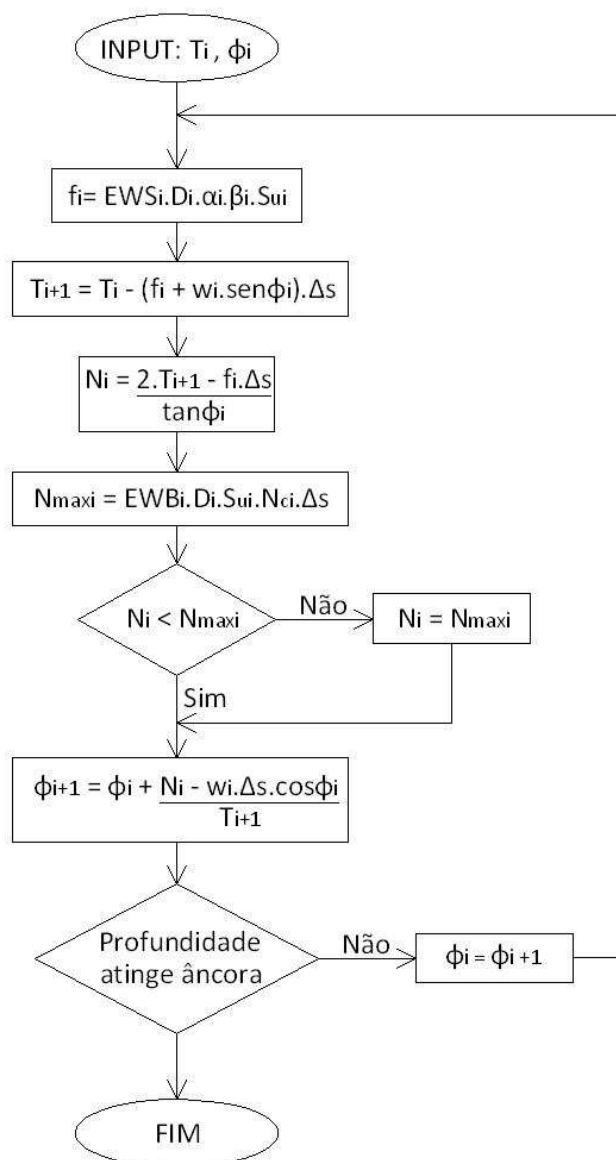 INPUT: Ti , ϕi
fi= EWSi.Di.αi.βi.Sui
Ti+1 = Ti - (fi + wi.senϕi).Δs
Ni = 2.Ti+1 - fi.Δs
tanϕi
Nmaxi = EWBi.Di.Sui.Nci.Δs
Ni < Nmaxi
Não
Ni = Nmaxi
Sim
ϕi+1 = ϕi + Ni - wi.Δs.cosϕi
Ti+1
Profundidade
atinge âncora
Não
ϕi = ϕi +1
FIM